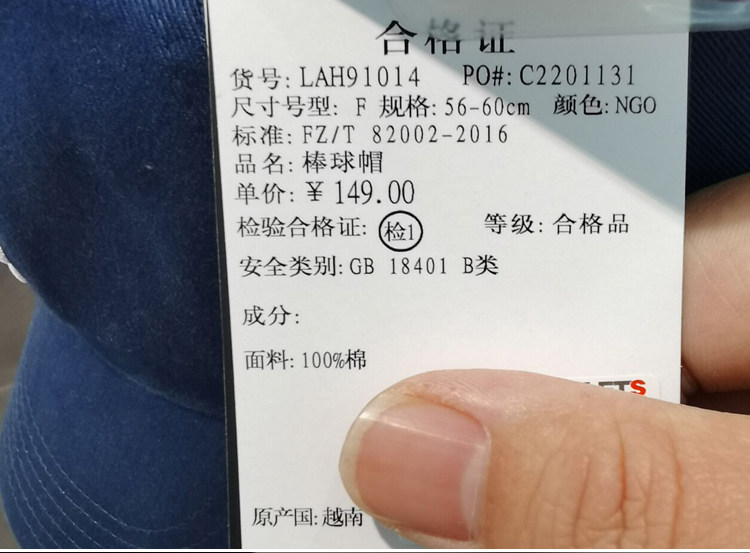 合格证
货号: LAH91014 PO#: C2201131
尺寸号型: F 规格: 56-60cm 颜色: NGO
标准: FZ/T 82002-2016
品名: 棒球帽
单价: ¥ 149.00
检验合格证: 检1 等级: 合格品
安全类别: GB 18401 B类
成分:
面料: 100%棉
原产国: 越南